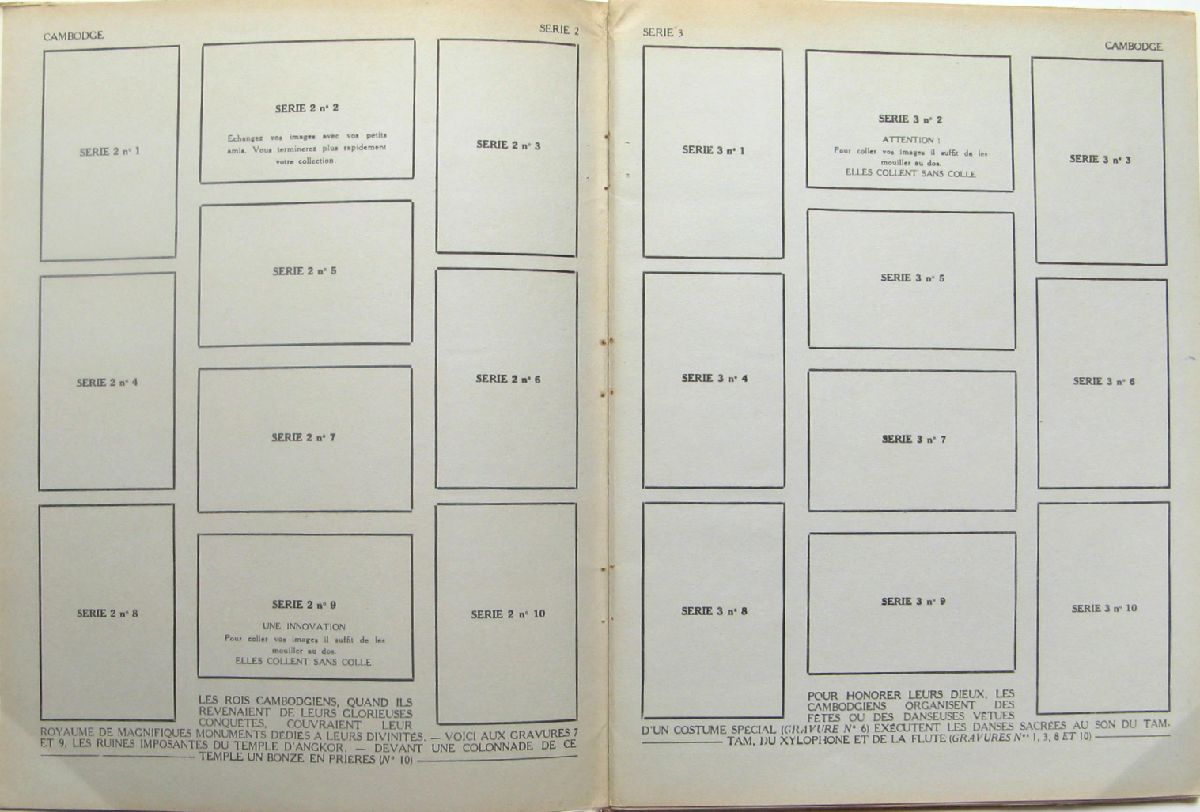 CAMBODGE
SERIE 2
SERIE 2 n° 1
SERIE 2 n° 2
Echangez vos images avec vos petits
amis. Vous terminerez plus rapidement
votre collection
SERIE 2 n° 3
SERIE 2 n° 4
SERIE 2 n° 5
SERIE 2 n° 6
SERIE 2 n° 7
SERIE 2 n° 8
SERIE 2 n° 9
UNE INNOVATION
Pour coller vos images il suffit de les
mouiller au dos.
ELLES COLLENT SANS COLLE
SERIE 2 n° 10
LES ROIS CAMBODGIENS, QUAND ILS
REVENAIENT DE LEURS GLORIEUSES
CONQUETES, COUVRAIENT LEUR
ROYAUME DE MAGNIFIQUES MONUMENTS DEDIES A LEURS DIVINITES. — VOICI AUX GRAVURES 7
ET 9, LES RUINES IMPOSANTES DU TEMPLE D'ANGKOR. — DEVANT UNE COLONNADE DE CE
TEMPLE UN BONZE EN PRIERES (N° 10)
SERIE 3
CAMBODGE
SERIE 3 n° 1
SERIE 3 n° 2
ATTENTION !
Pour coller vos images il suffit de les
mouiller au dos.
ELLES COLLENT SANS COLLE
SERIE 3 n° 3
SERIE 3 n° 4
SERIE 3 n° 5
SERIE 3 n° 6
SERIE 3 n° 7
SERIE 3 n° 8
SERIE 3 n° 9
SERIE 3 n° 10
POUR HONORER LEURS DIEUX, LES
CAMBODGIENS ORGANISENT DES
FÊTES OU DES DANSEUSES VÊTUES
D'UN COSTUME SPECIAL (GRAVURE N° 6) EXÉCUTENT LES DANSES SACRÉES AU SON DU TAM.
TAM, DU XYLOPHONE ET DE LA FLUTE (GRAVURES N°° 1, 3, 8 ET 10)